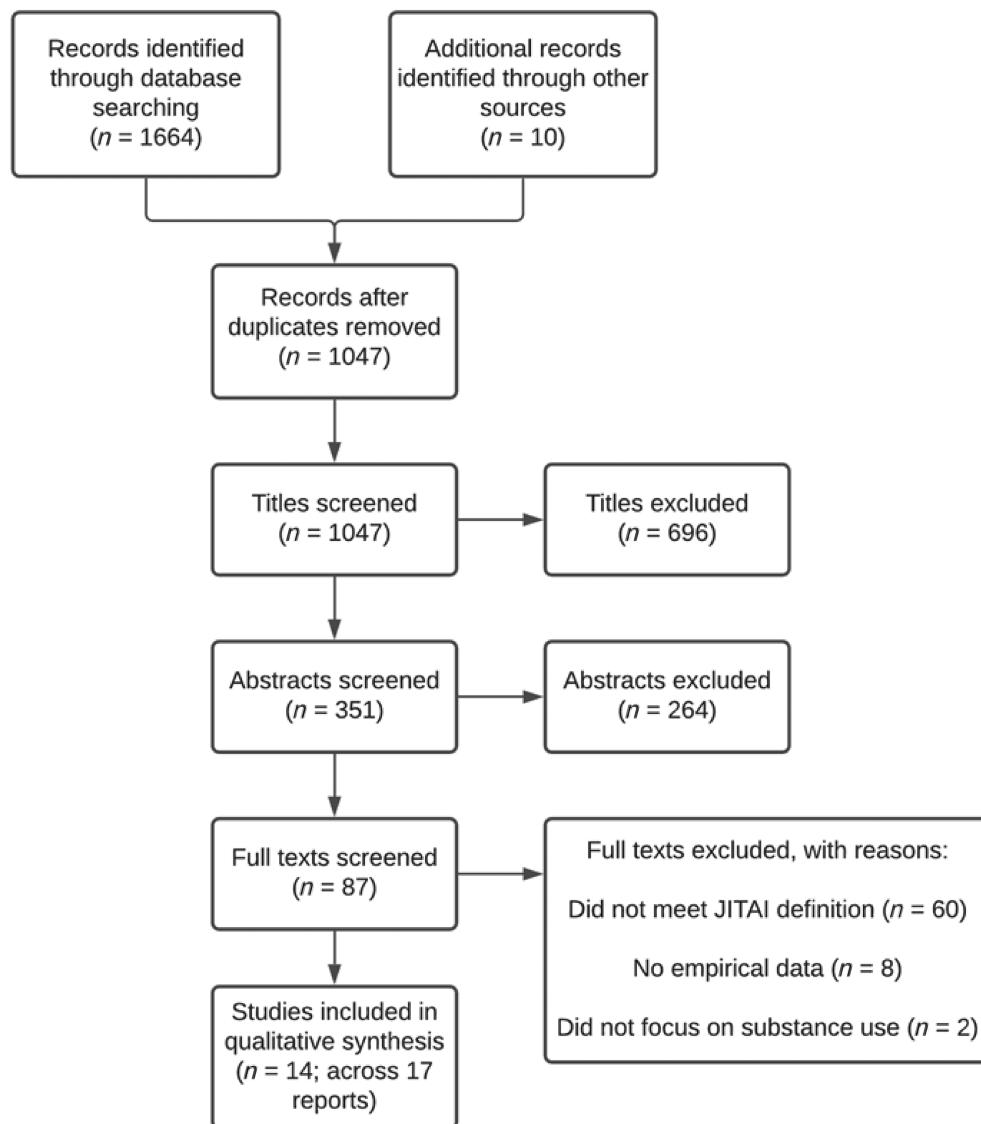 Records identified
through database
searching
(n = 1664)
Additional records
identified through other
sources
(n = 10)
Records after
duplicates removed
(n = 1047)
Titles screened
(n = 1047)
Titles excluded
(n = 696)
Abstracts screened
(n = 351)
Abstracts excluded
(n = 264)
Full texts screened
(n = 87)
Full texts excluded, with reasons:
Did not meet JITAI definition (n = 60)
No empirical data (n = 8)
Did not focus on substance use (n = 2)
Studies included in
qualitative synthesis
(n = 14; across 17
reports)